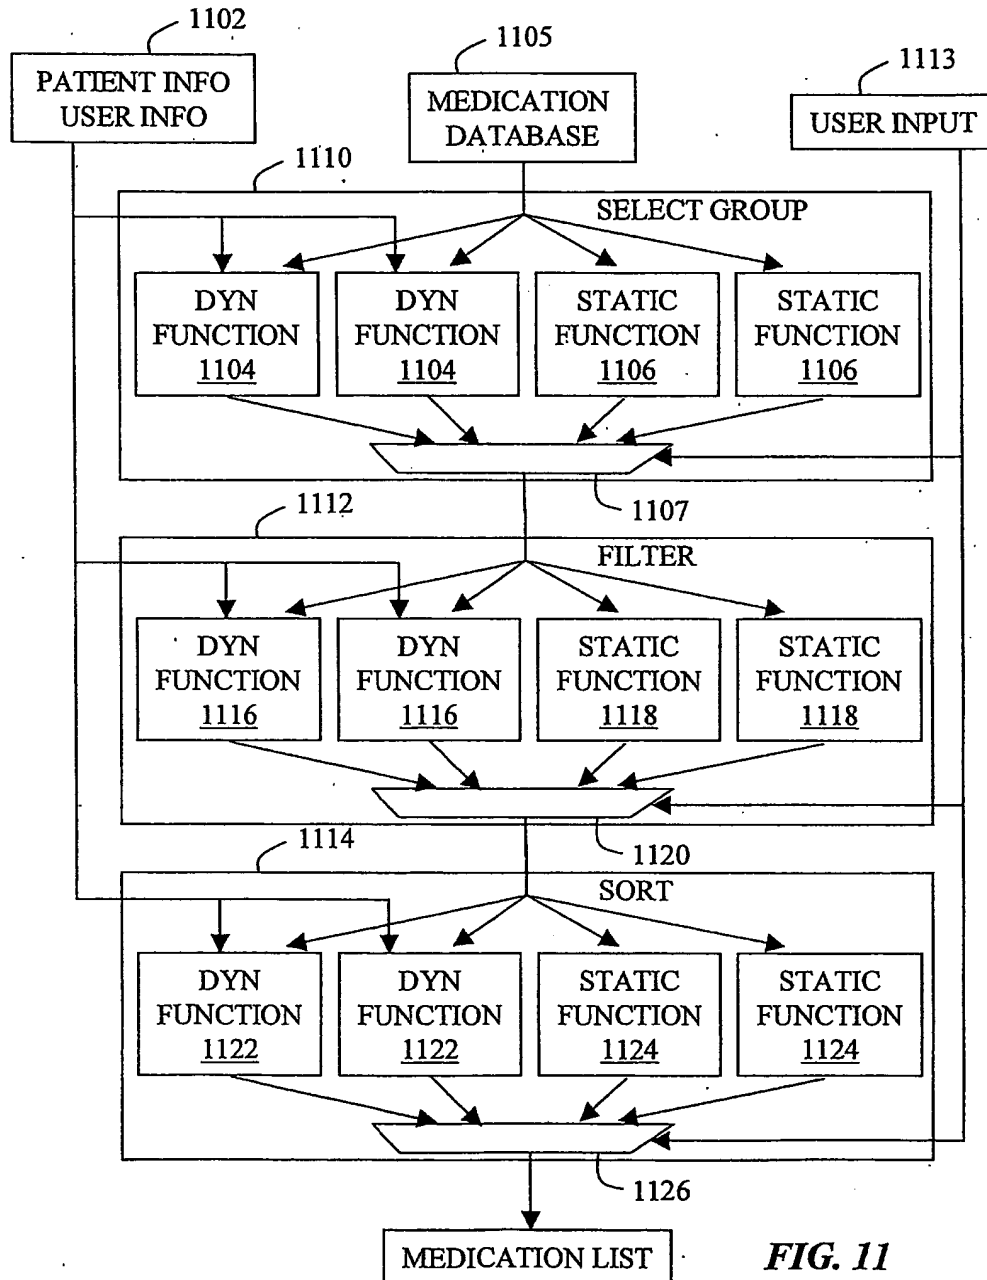 1102
1105
1113
PATIENT INFO
USER INFO
MEDICATION
DATABASE
USER INPUT
1110
SELECT GROUP
DYN
FUNCTION
1104
DYN
FUNCTION
1104
STATIC
FUNCTION
1106
STATIC
FUNCTION
1106
1107
1112
FILTER
DYN
FUNCTION
1116
DYN
FUNCTION
1116
STATIC
FUNCTION
1118
STATIC
FUNCTION
1118
1120
1114
SORT
DYN
FUNCTION
1122
DYN
FUNCTION
1122
STATIC
FUNCTION
1124
STATIC
FUNCTION
1124
1126
MEDICATION LIST
FIG. 11